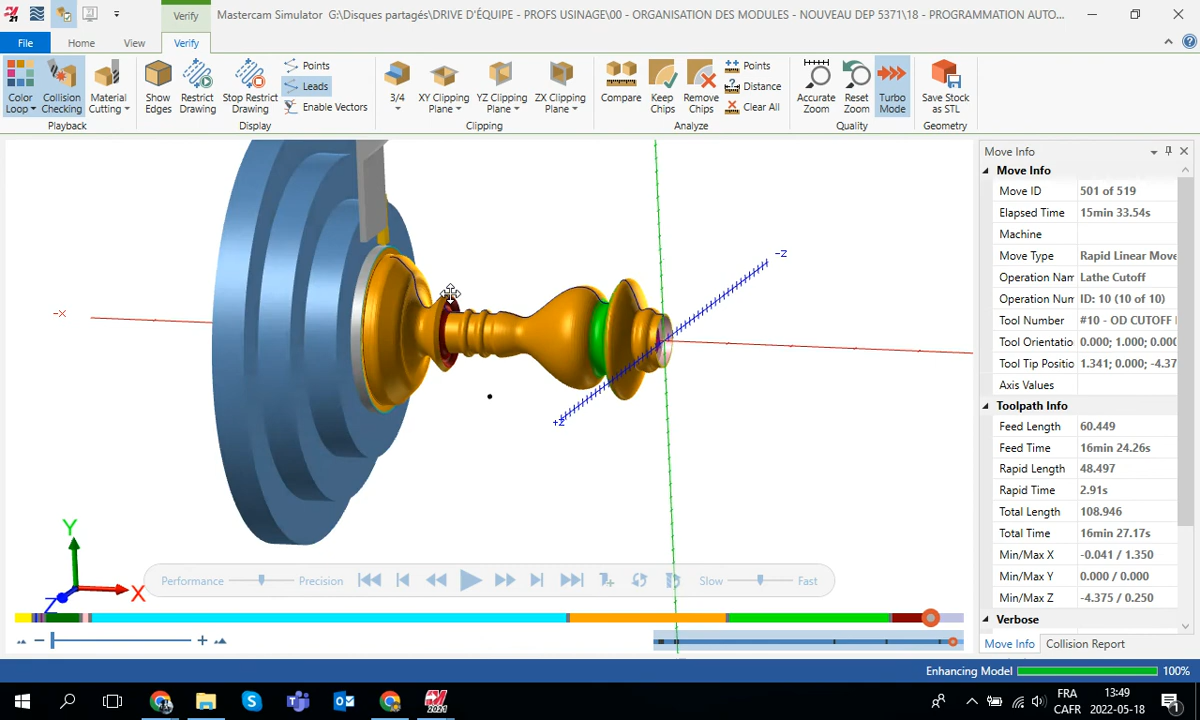 21
Verify
Mastercam Simulator G:\Disques partagés\DRIVE D'ÉQUIPE - PROFS USINAGE\00 - ORGANISATION DES MODULES - NOUVEAU DEP 5371\18 - PROGRAMMATION AUTO...
File Home View Verify
Color Loop
Collision Checking
Material Cutting
Playback
Show Edges
Restrict Drawing
Stop Restrict Drawing
Points
Leads
Enable Vectors
Display
3/4
XY Clipping Plane
YZ Clipping Plane
ZX Clipping Plane
Clipping
Compare
Keep Chips
Remove Chips
Points
Distance
Clear All
Analyze
Accurate Zoom
Reset Zoom
Turbo Mode
Quality
Save Stock as STL
Geometry
-X
-Z
+Z
Y
X
Z
Performance Precision Slow Fast
Move Info
Move Info
Move ID 501 of 519
Elapsed Time 15min 33.54s
Machine
Move Type Rapid Linear Move
Operation Nam Lathe Cutoff
Operation Num ID: 10 (10 of 10)
Tool Number #10 - OD CUTOFF
Tool Orientatio 0.000; 1.000; 0.000
Tool Tip Positio 1.341; 0.000; -4.37
Axis Values
Toolpath Info
Feed Length 60.449
Feed Time 16min 24.26s
Rapid Length 48.497
Rapid Time 2.91s
Total Length 108.946
Total Time 16min 27.17s
Min/Max X -0.041 / 1.350
Min/Max Y 0.000 / 0.000
Min/Max Z -4.375 / 0.250
Verbose
Move Info Collision Report
Enhancing Model 100%
2021
FRA
CAFR
13:49
2022-05-18
1